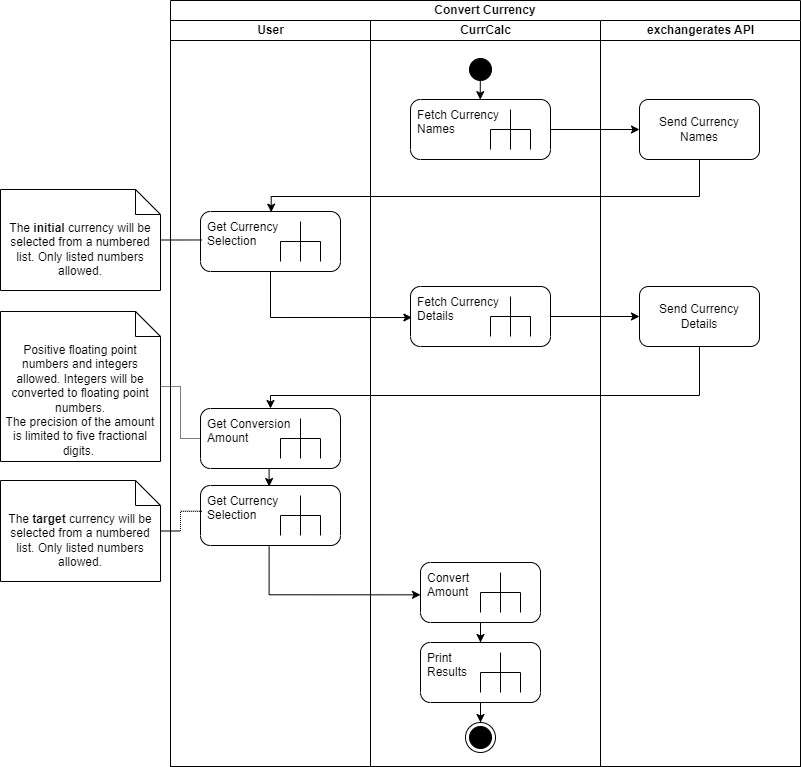 Convert Currency
User
CurrCalc
exchangerates API
Fetch Currency
Names
Send Currency
Names
The initial currency will be
selected from a numbered
list. Only listed numbers
allowed.
Get Currency
Selection
Fetch Currency
Details
Send Currency
Details
Positive floating point
numbers and integers
allowed. Integers will be
converted to floating point
numbers.
The precision of the amount
is limited to five fractional
digits.
Get Conversion
Amount
The target currency will be
selected from a numbered
list. Only listed numbers
allowed.
Get Currency
Selection
Convert
Amount
Print
Results